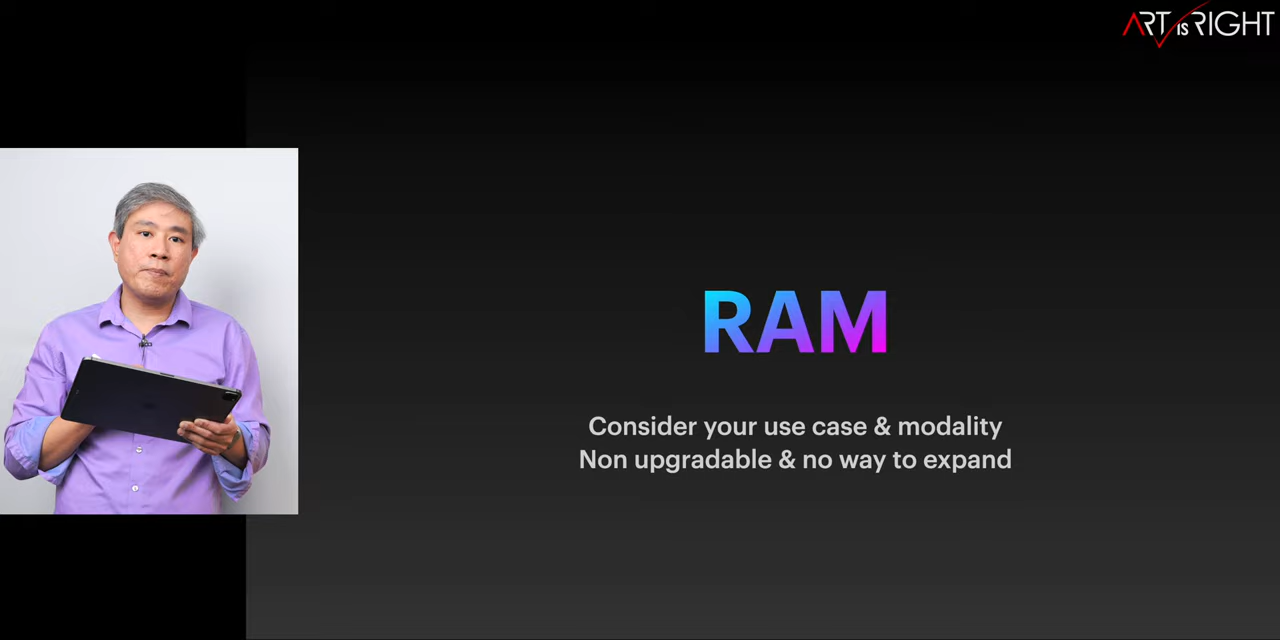 ART IS RIGHT
RAM
Consider your use case & modality
Non upgradable & no way to expand